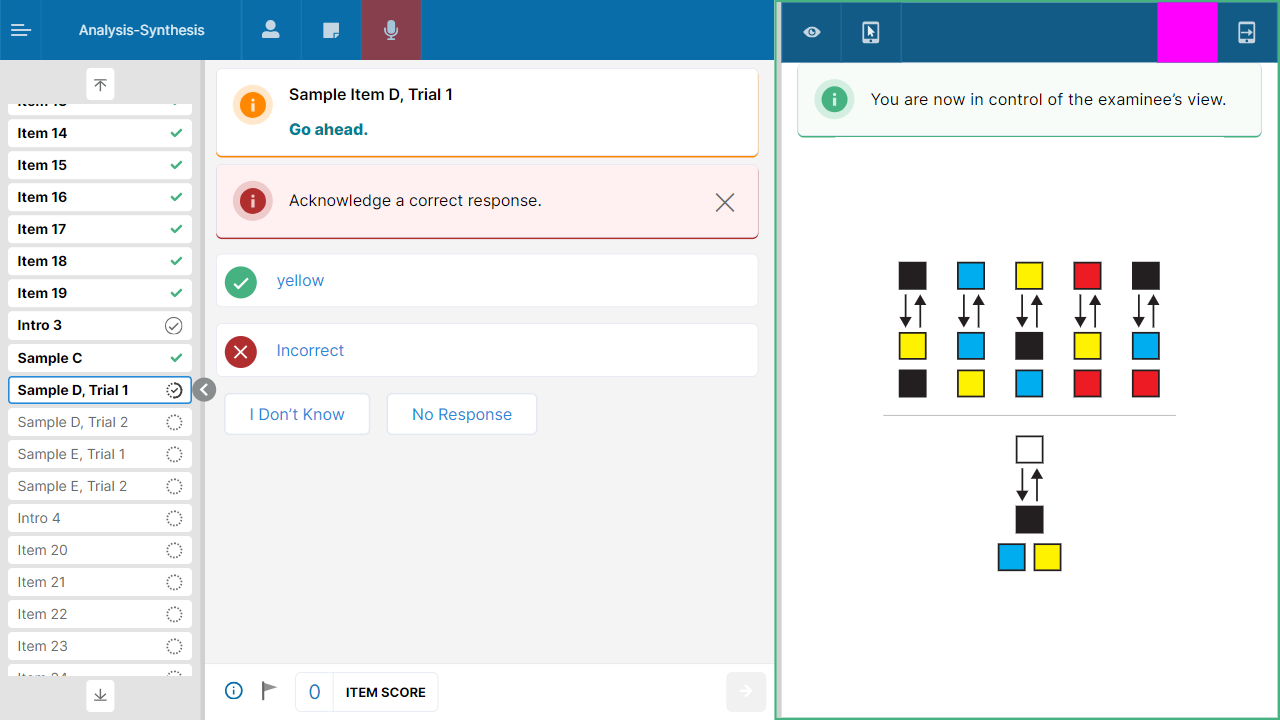 Analysis-Synthesis
Item 14
Item 15
Item 16
Item 17
Item 18
Item 19
Intro 3
Sample C
Sample D, Trial 1
Sample D, Trial 2
Sample E, Trial 1
Sample E, Trial 2
Intro 4
Item 20
Item 21
Item 22
Item 23
Sample Item D, Trial 1
Go ahead.
Acknowledge a correct response.
yellow
Incorrect
I Don’t Know
No Response
0
ITEM SCORE
You are now in control of the examinee’s view.